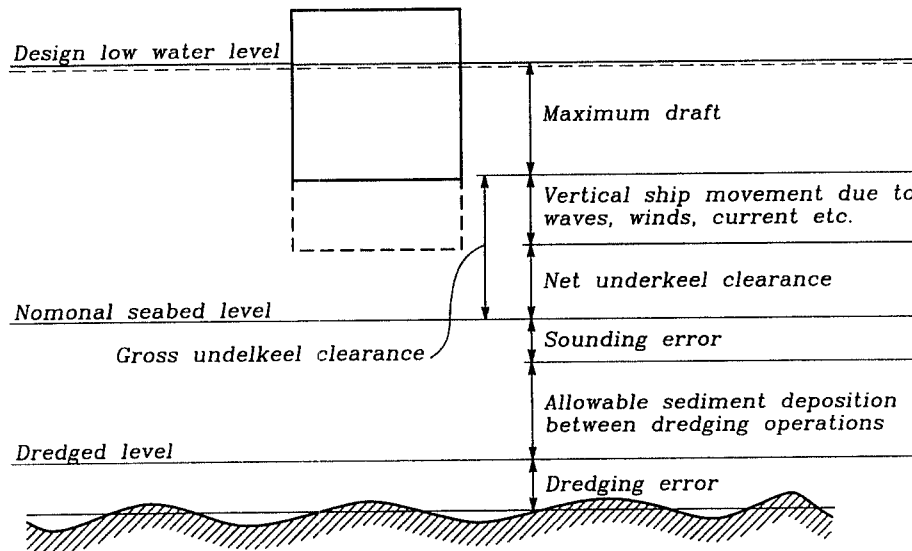 Design low water level
Maximum draft
Vertical ship movement due to
waves, winds, current etc.
Net underkeel clearance
Nomonal seabed level
Sounding error
Gross undelkeel clearance
Allowable sediment deposition
between dredging operations
Dredged level
Dredging error